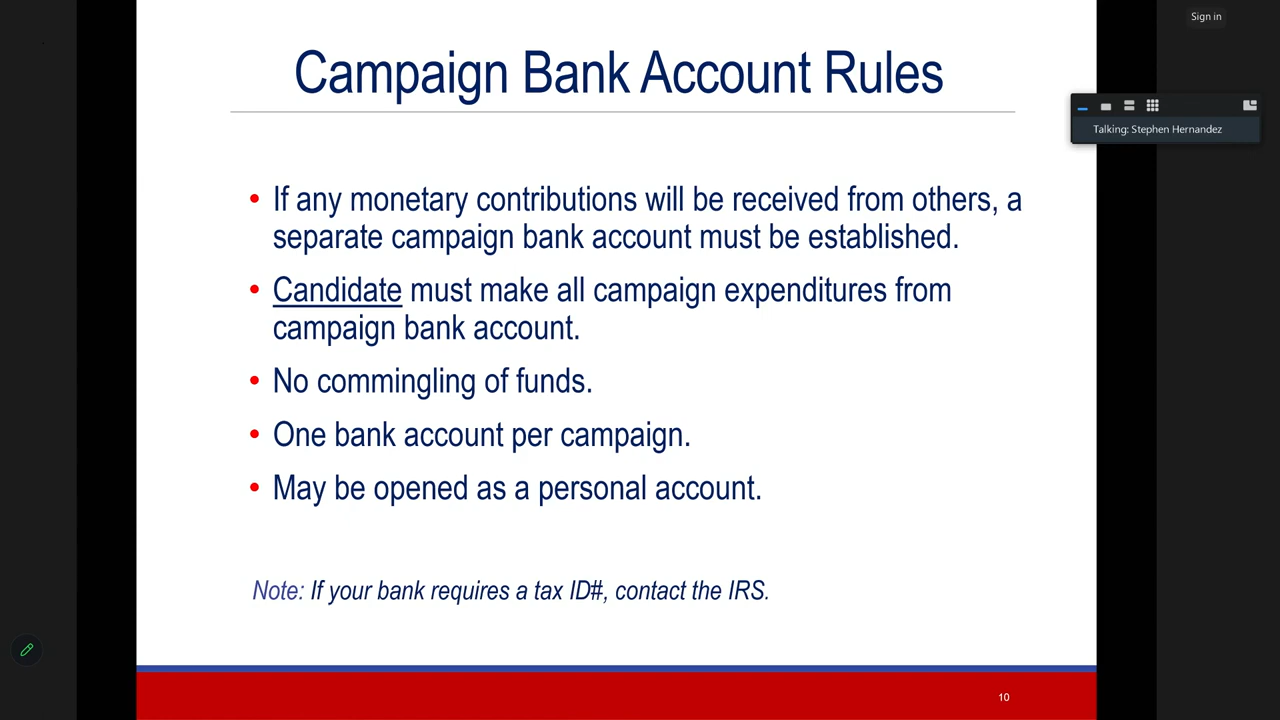 Sign in
Campaign Bank Account Rules
Talking: Stephen Hernandez
• If any monetary contributions will be received from others, a
separate campaign bank account must be established.
• Candidate must make all campaign expenditures from
campaign bank account.
• No commingling of funds.
• One bank account per campaign.
• May be opened as a personal account.
Note: If your bank requires a tax ID#, contact the IRS.
10